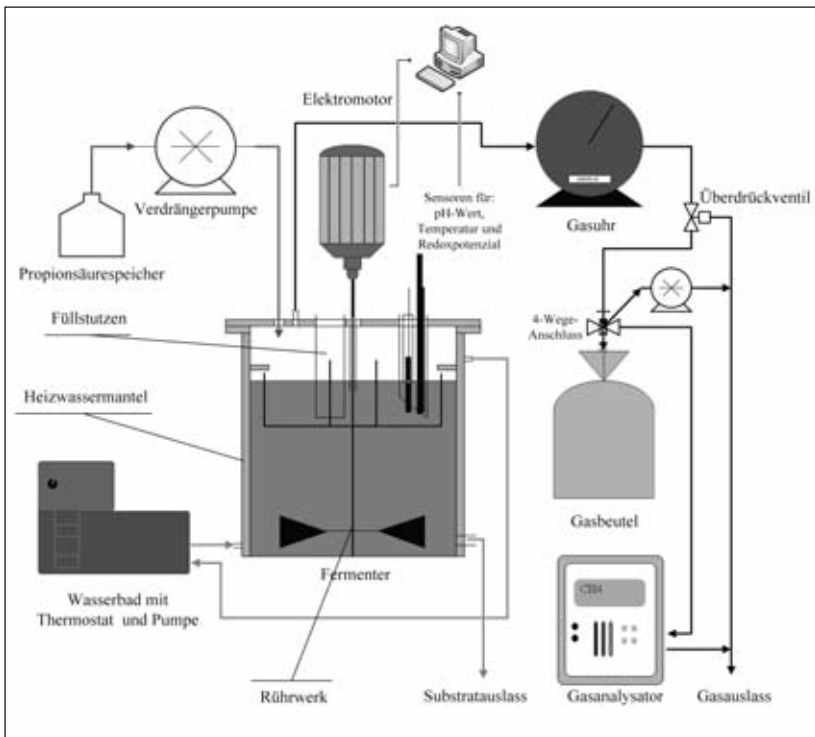 Elektromotor
Verdrängerpumpe
Propionsäurespeicher
Sensoren für:
pH-Wert,
Temperatur und
Redoxpotenzial
Gasuhr
Überdrückventil
4-Wege-
Anschlass
Füllstutzen
Heizwassermantel
Gasbeutel
Fermenter
Wasserbad mit
Thermostat und Pumpe
CH4
Rührwerk
Substratauslass
Gasanalysator
Gasauslass